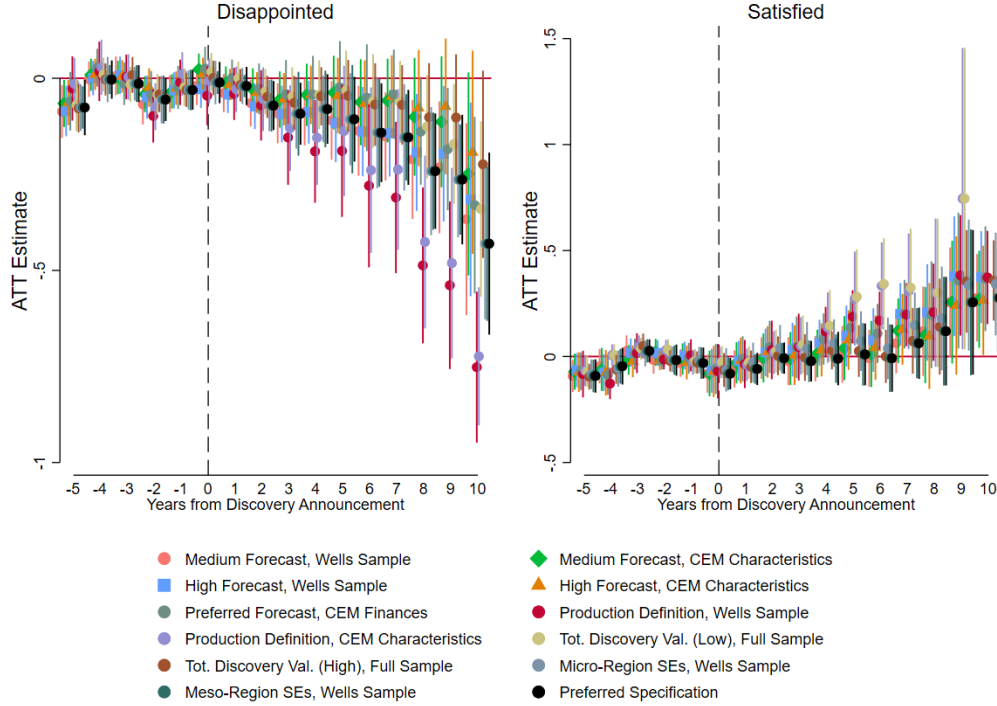 Disappointed
Satisfied
ATT Estimate
0
-.5
-1
-5 -4 -3 -2 -1 0 1 2 3 4 5 6 7 8 9 10
Years from Discovery Announcement
ATT Estimate
1.5
1
.5
0
-.5
-5 -4 -3 -2 -1 0 1 2 3 4 5 6 7 8 9 10
Years from Discovery Announcement
Medium Forecast, Wells Sample
Medium Forecast, CEM Characteristics
High Forecast, Wells Sample
High Forecast, CEM Characteristics
Preferred Forecast, CEM Finances
Production Definition, Wells Sample
Production Definition, CEM Characteristics
Tot. Discovery Val. (Low), Full Sample
Tot. Discovery Val. (High), Full Sample
Micro-Region SEs, Wells Sample
Meso-Region SEs, Wells Sample
Preferred Specification